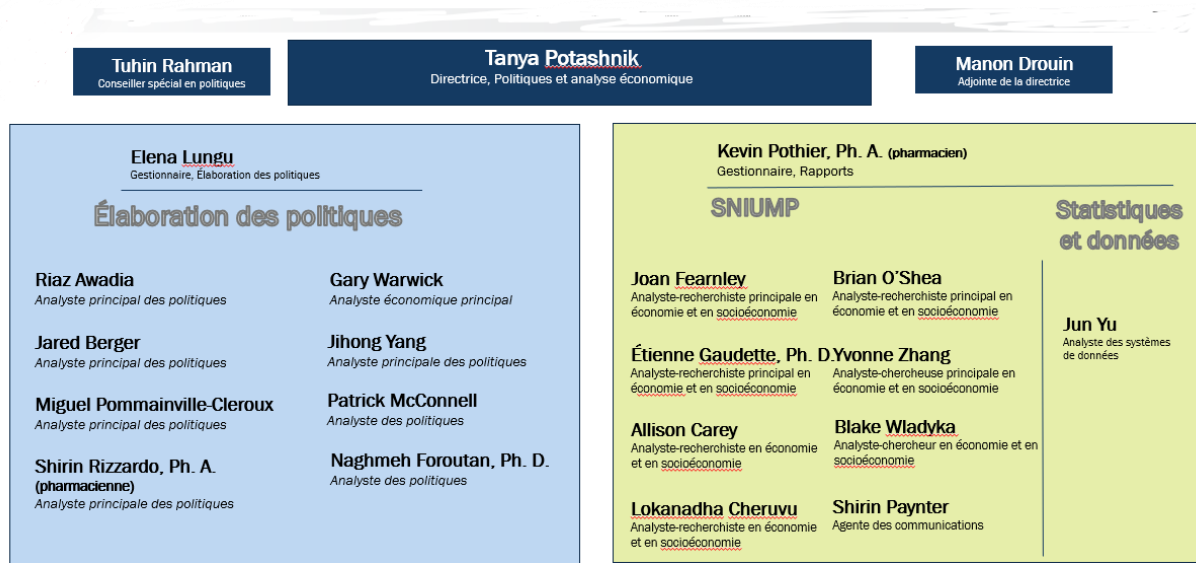 Tuhin Rahman
Conseiller spécial en politiques
Tanya Potashnik
Directrice, Politiques et analyse économique
Manon Drouin
Adjointe de la directrice
Elena Lungu
Gestionnaire, Élaboration des politiques
Élaboration des politiques
Riaz Awadia
Analyste principal des politiques
Jared Berger
Analyste principal des politiques
Miguel Pommainville-Cleroux
Analyste principal des politiques
Shirin Rizzardo, Ph. A.
(pharmacienne)
Analyste principale des politiques
Gary Warwick
Analyste économique principal
Jihong Yang
Analyste principale des politiques
Patrick McConnell
Analyste des politiques
Naghmeh Foroutan, Ph. D.
Analyste des politiques
Kevin Pothier, Ph. A. (pharmacien)
Gestionnaire, Rapports
SNIUMP
Joan Fearnley
Analyste-recherchiste principale en
économie et en socioéconomie
Étienne Gaudette, Ph. D.
Analyste-recherchiste principal en
économie et en socioéconomie
Allison Carey
Analyste-recherchiste en économie
et en socioéconomie
Lokanadha Cheruvu
Analyste-recherchiste en économie
et en socioéconomie
Brian O’Shea
Analyste-recherchiste principal en
économie et en socioéconomie
Yvonne Zhang
Analyste-chercheuse principale en
économie et en socioéconomie
Blake Wladyka
Analyste-chercheur en économie et en
socioéconomie
Shirin Paynter
Agente des communications
Statistiques
et données
Jun Yu
Analyste des systèmes
de données